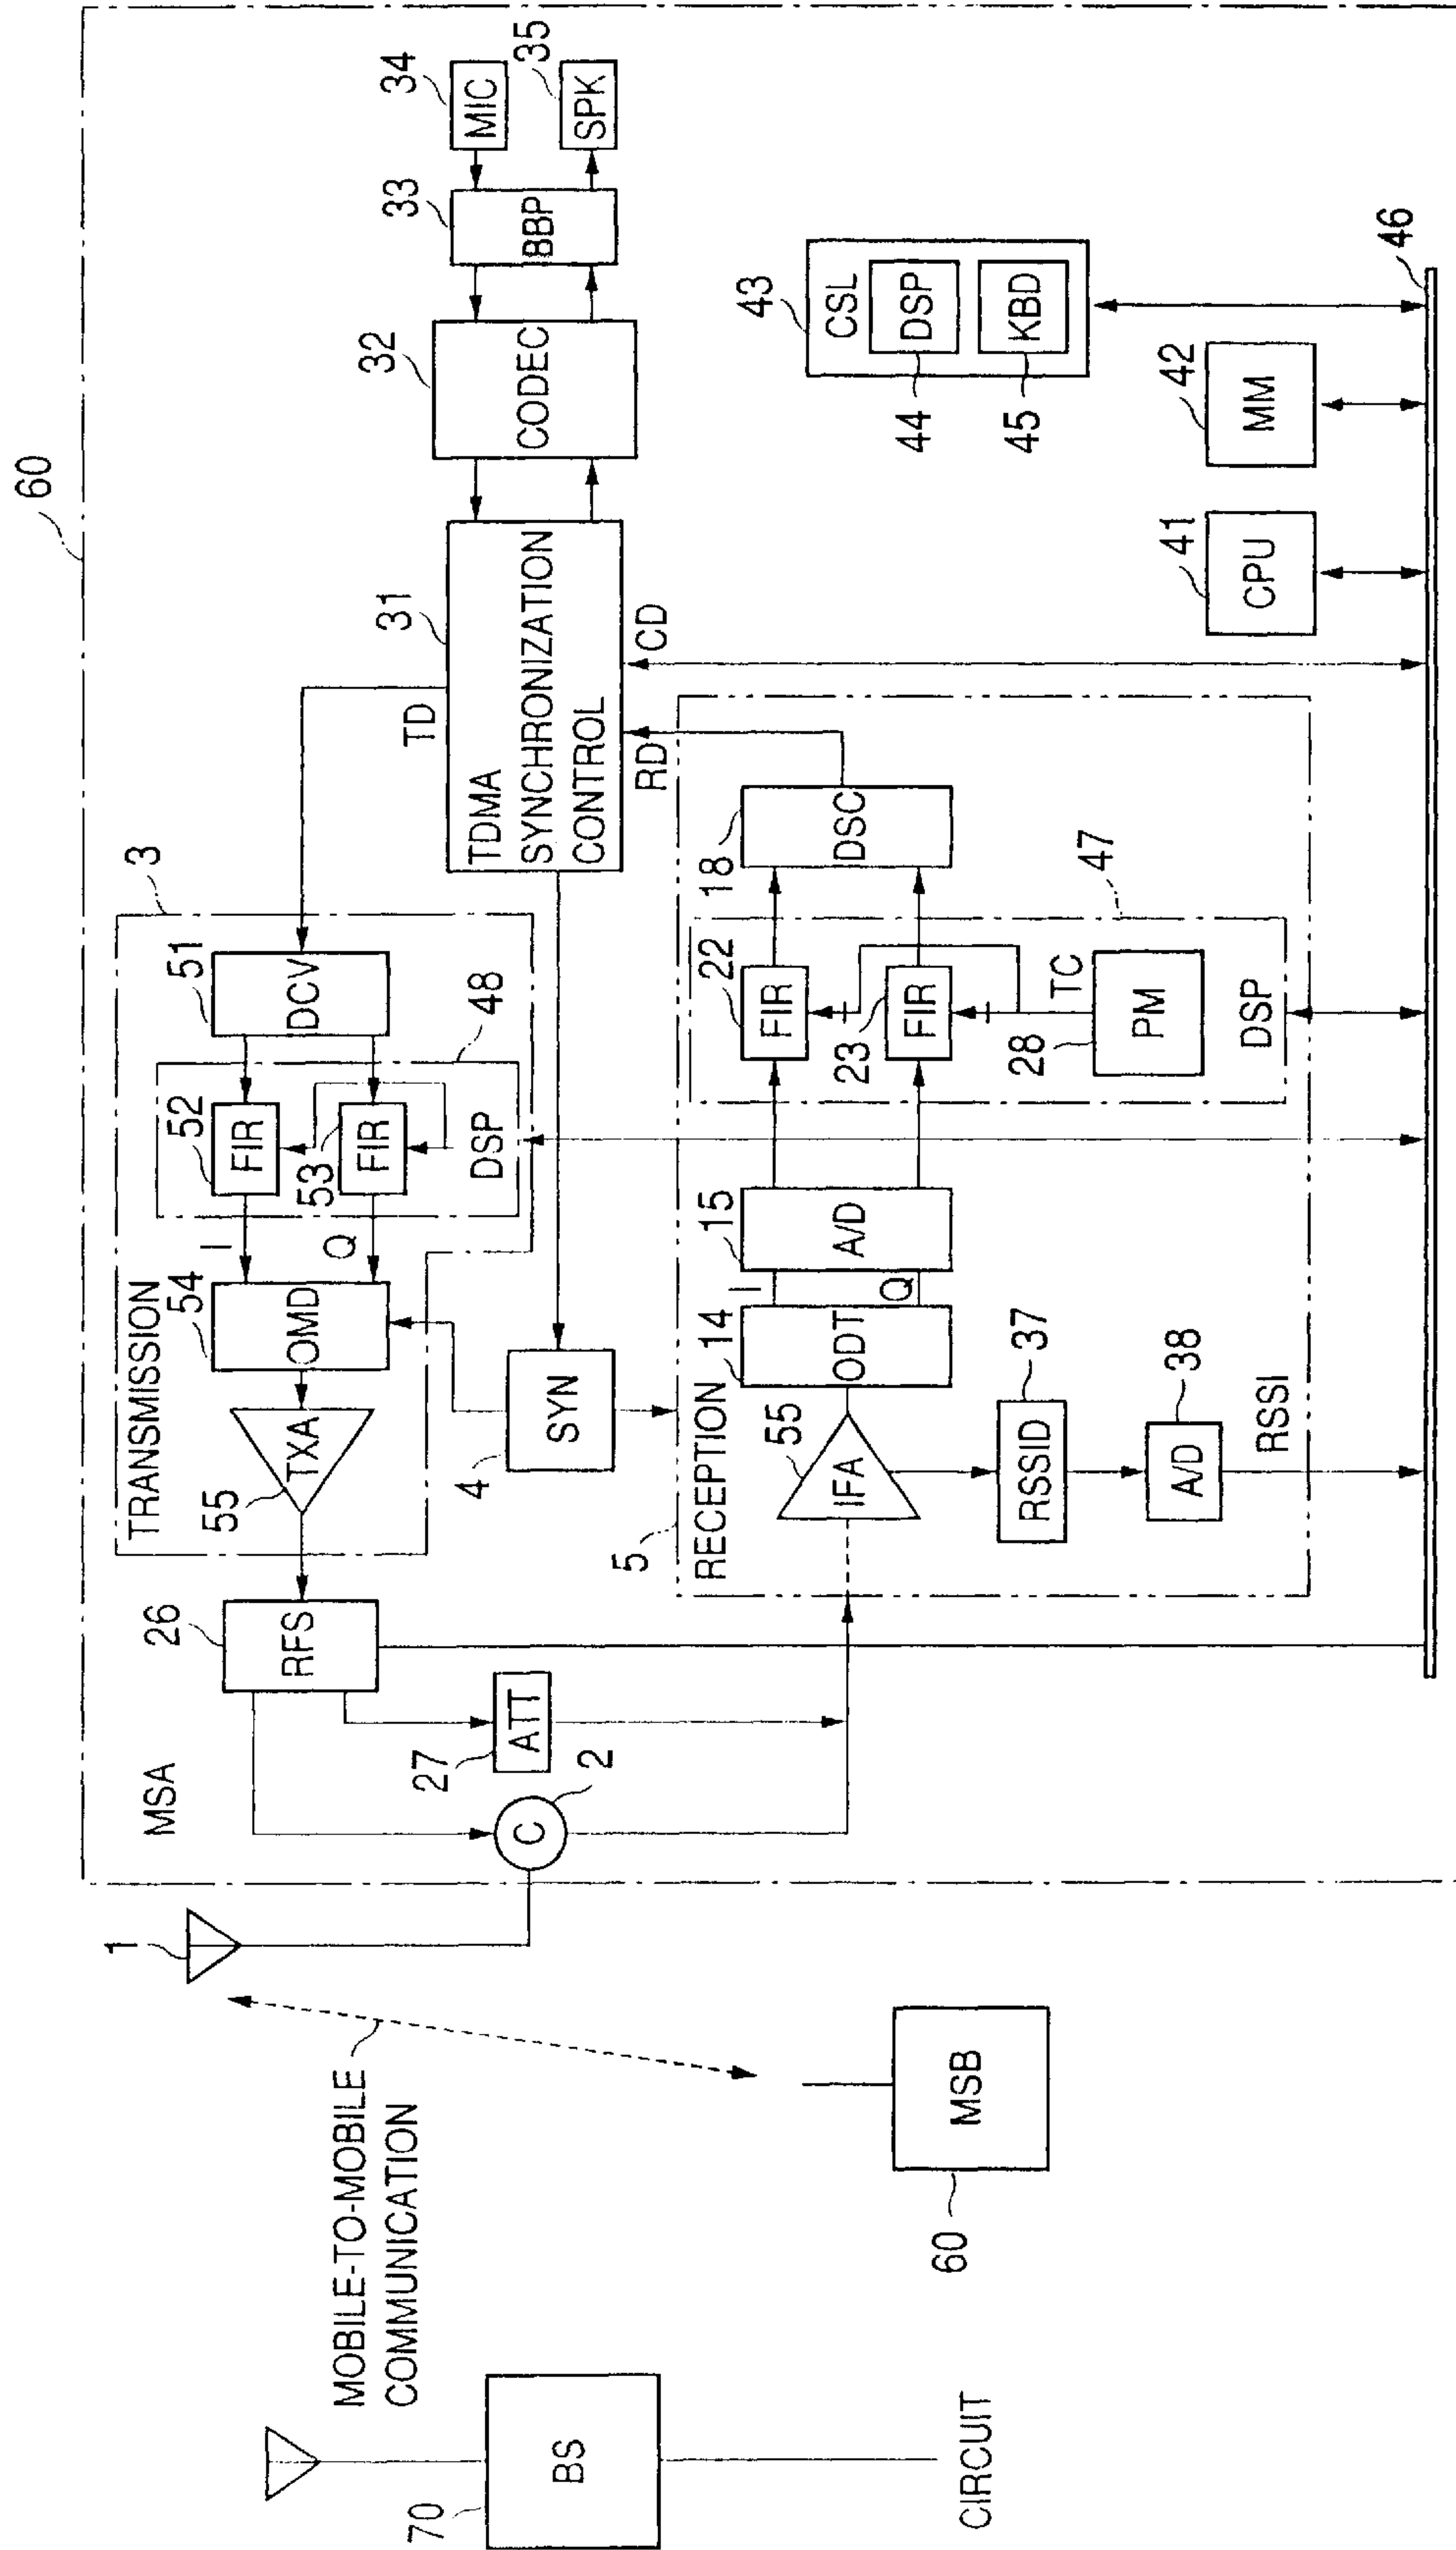 60
MSA
1
2
C
26
RFS
27
ATT
TRANSMISSION
3
55
TXA
54
OMD
I
Q
52
FIR
53
FIR
DSP
48
51
DCV
TD
4
SYN
31
TDMA
SYNCHRONIZATION
CONTROL
RD
CD
32
CODEC
33
BBP
34
MIC
35
SPK
5
RECEPTION
55
IFA
14
ODT
I
Q
15
A/D
37
RSSID
38
A/D
RSSI
22
FIR
23
FIR
28
TC
PM
DSP
47
18
DSC
41
CPU
42
MM
43
CSL
DSP
44
KBD
45
46
MOBILE-TO-MOBILE
COMMUNICATION
MSB
60
70
BS
CIRCUIT